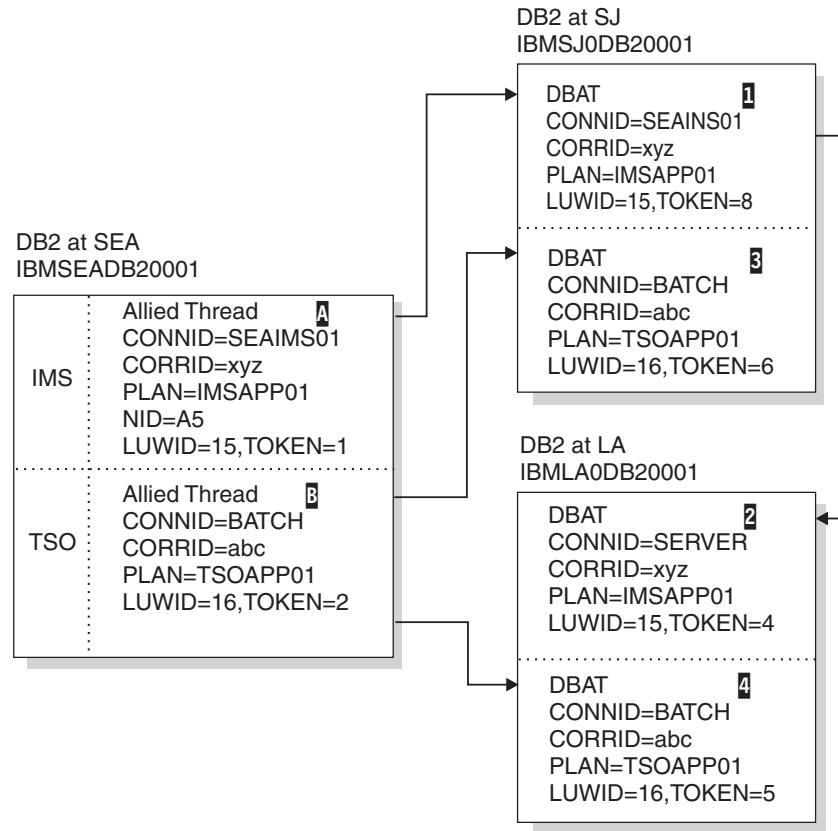 DB2 at SJ
IBMSJ0DB20001
DBAT 1
CONNID=SEAINS01
CORRID=xyz
PLAN=IMSAPP01
LUWID=15,TOKEN=8
DBAT 3
CONNID=BATCH
CORRID=abc
PLAN=TSOAPP01
LUWID=16,TOKEN=6
DB2 at SEA
IBMSEADB20001
IMS
Allied Thread A
CONNID=SEAIMS01
CORRID=xyz
PLAN=IMSAPP01
NID=A5
LUWID=15,TOKEN=1
TSO
Allied Thread B
CONNID=BATCH
CORRID=abc
PLAN=TSOAPP01
LUWID=16,TOKEN=2
DB2 at LA
IBMLA0DB20001
DBAT 2
CONNID=SERVER
CORRID=xyz
PLAN=IMSAPP01
LUWID=15,TOKEN=4
DBAT 4
CONNID=BATCH
CORRID=abc
PLAN=TSOAPP01
LUWID=16,TOKEN=5